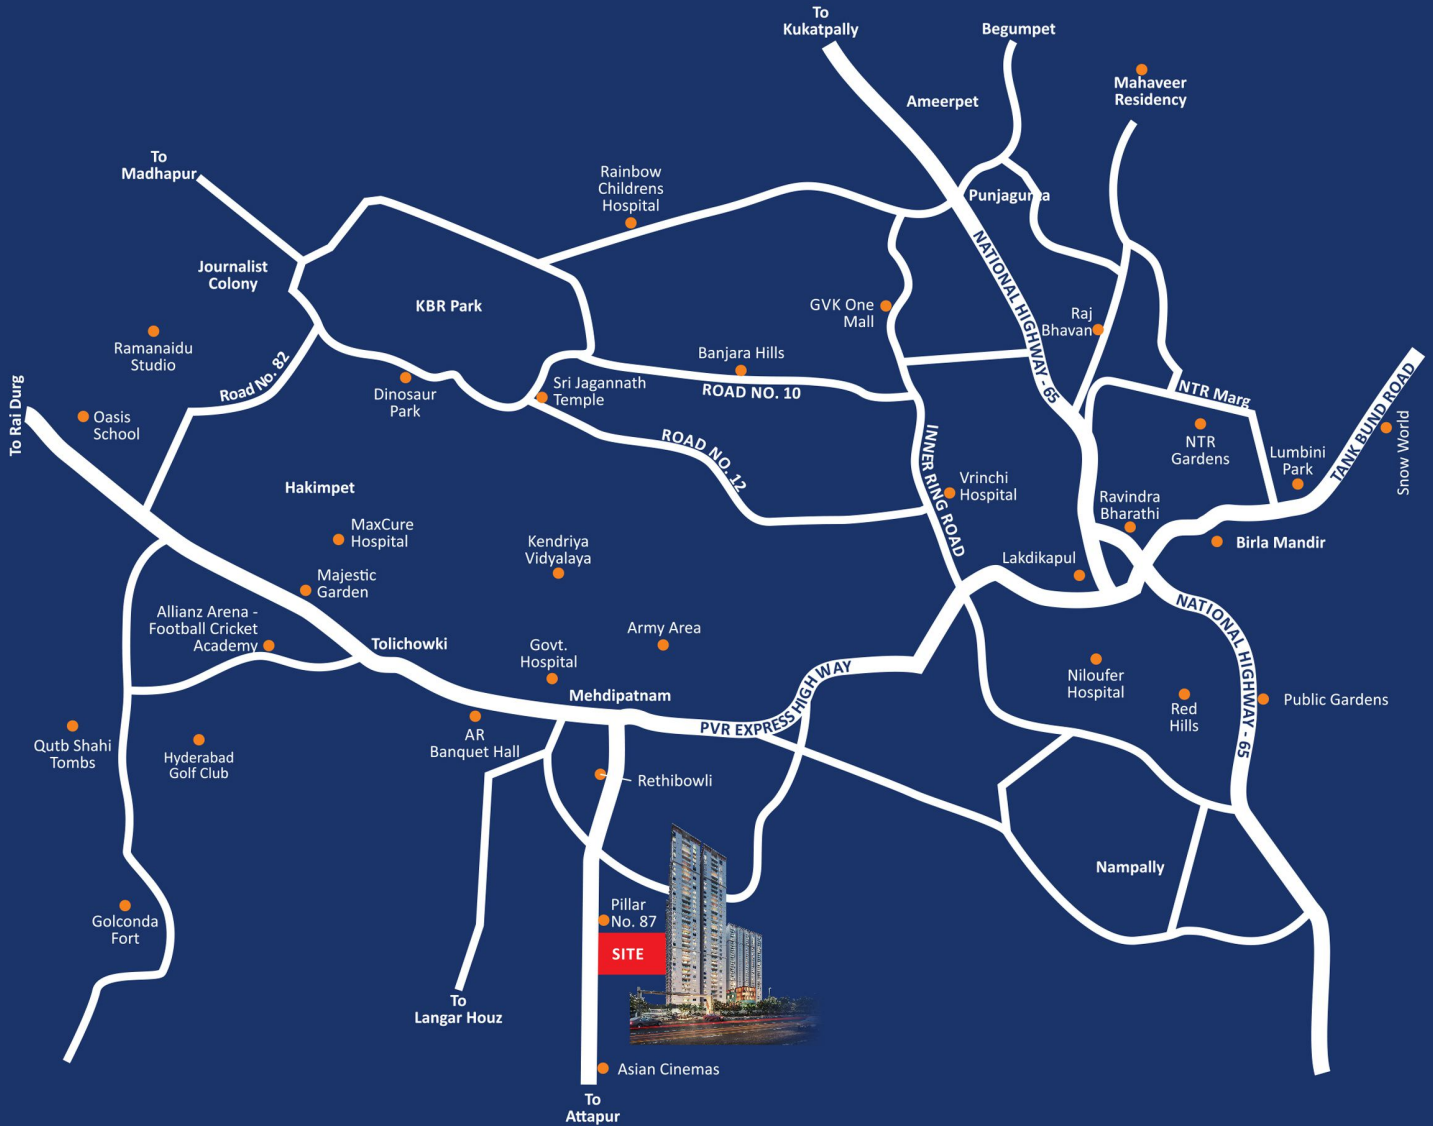 To
Kukatpally
Begumpet
Mahaveer
Residency
Ameerpet
To
Madhapur
Rainbow
Childrens
Hospital
Punjagutta
Journalist
Colony
KBR Park
NATIONAL HIGHWAY - 65
GVK One
Mall
Raj
Bhavan
Ramanaidu
Studio
Road No. 82
Banjara Hills
ROAD NO. 10
Dinosaur
Park
Sri Jagannath
Temple
NTR Marg
To Rai Durg
Oasis
School
ROAD NO. 12
INNER RING ROAD
NTR
Gardens
Lumbini
Park
TANK BUND ROAD
Snow World
Hakimpet
Vrinchi
Hospital
Ravindra
Bharathi
MaxCure
Hospital
Kendriya
Vidyalaya
Lakdikapul
Birla Mandir
Majestic
Garden
Allianz Arena -
Football Cricket
Academy
Tolichowki
Govt.
Hospital
Army Area
NATIONAL HIGHWAY - 65
Mehdipatnam
PVR EXPRESS HIGH WAY
Niloufer
Hospital
Red
Hills
Public Gardens
Qutb Shahi
Tombs
Hyderabad
Golf Club
AR
Banquet Hall
Rethibowli
Nampally
Golconda
Fort
Pillar
No. 87
SITE
To
Langar Houz
Asian Cinemas
To
Attapur